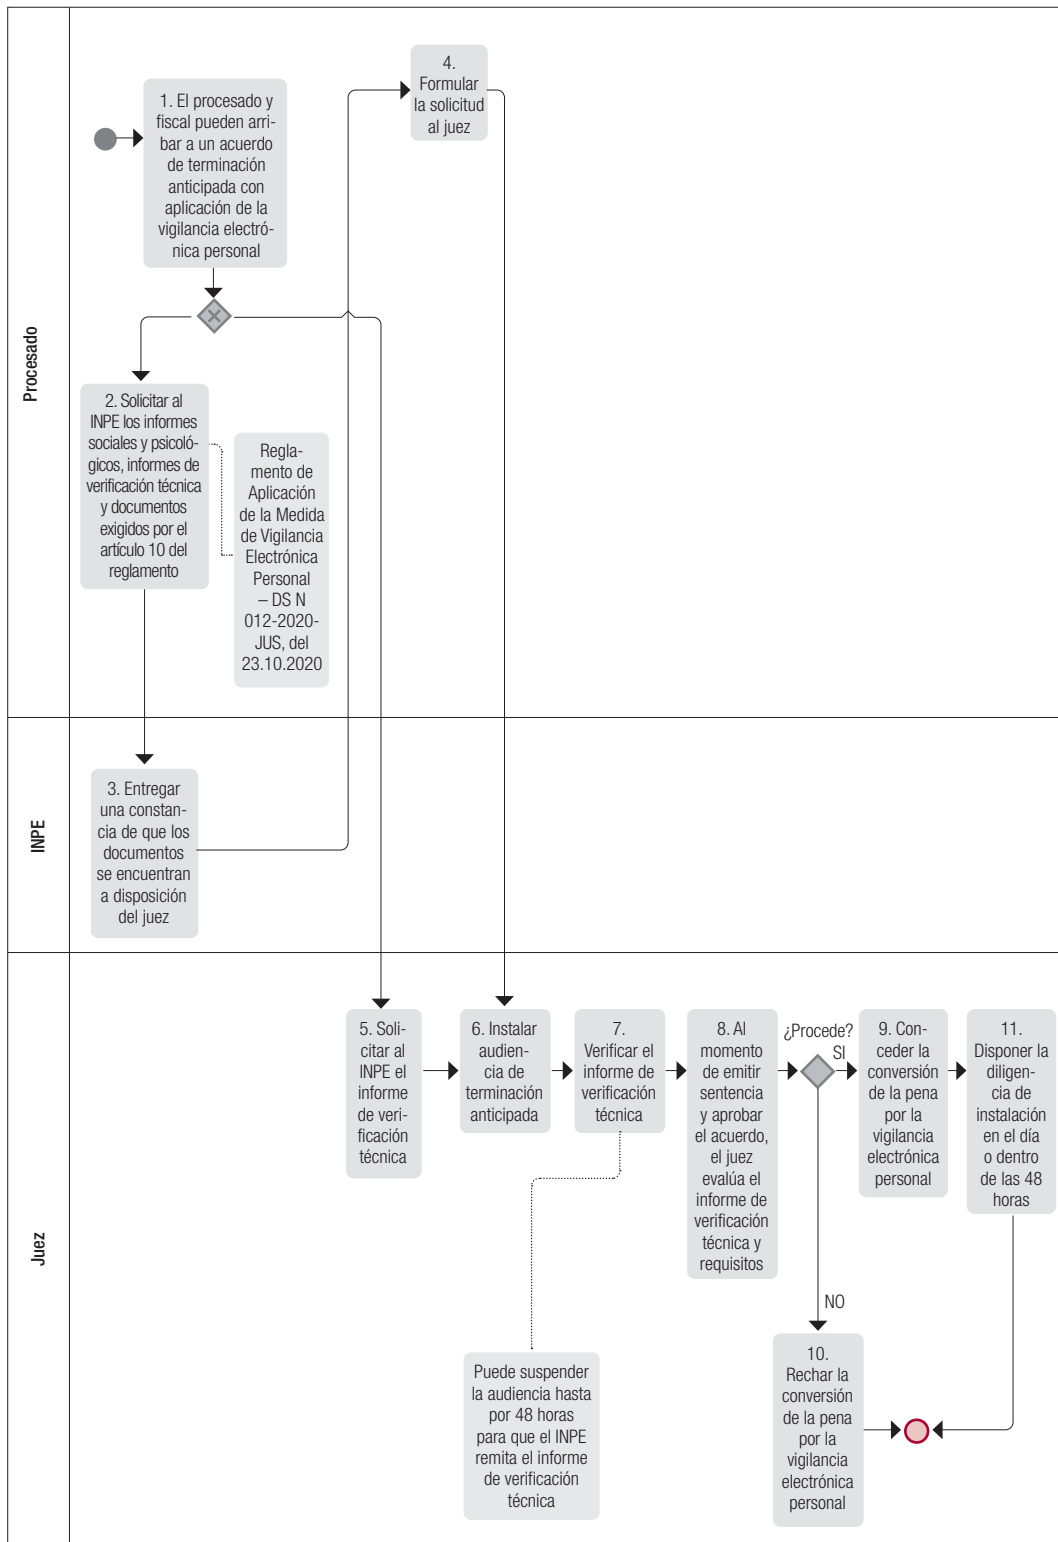 Procesado
1. El procesado y
fiscal pueden arri-
bar a un acuerdo
de terminación
anticipada con
aplicación de la
vigilancia electró-
nica personal
4.
Formular
la solicitud
al juez
2. Solicitar al
INPE los informes
sociales y psicoló-
gicos, informes de
verificación técnica
y documentos
exigidos por el
artículo 10 del
reglamento
Regla-
mento de
Aplicación
de la Medida
de Vigilancia
Electrónica
Personal
– DS N
012-2020-
JUS, del
23.10.2020
INPE
3. Entregar
una constan-
cia de que los
documentos
se encuentran
a disposición
del juez
Juez
5. Soli-
citar al
INPE el
informe
de veri-
ficación
técnica
6. Instalar
audien-
cia de
terminación
anticipada
7.
Verificar el
informe de
verificación
técnica
8. Al
momento
de emitir
sentencia
y aprobar
el acuerdo,
el juez
evalúa el
informe de
verificación
técnica y
requisitos
¿Procede?
SI
9. Con-
ceder la
conversión
de la pena
por la
vigilancia
electrónica
personal
11.
Disponer la
diligen-
cia de
instalación
en el día
o dentro
de las 48
horas
NO
Puede suspender
la audiencia hasta
por 48 horas
para que el INPE
remita el informe
de verificación
técnica
10.
Rechar la
conversión
de la pena
por la
vigilancia
electrónica
personal